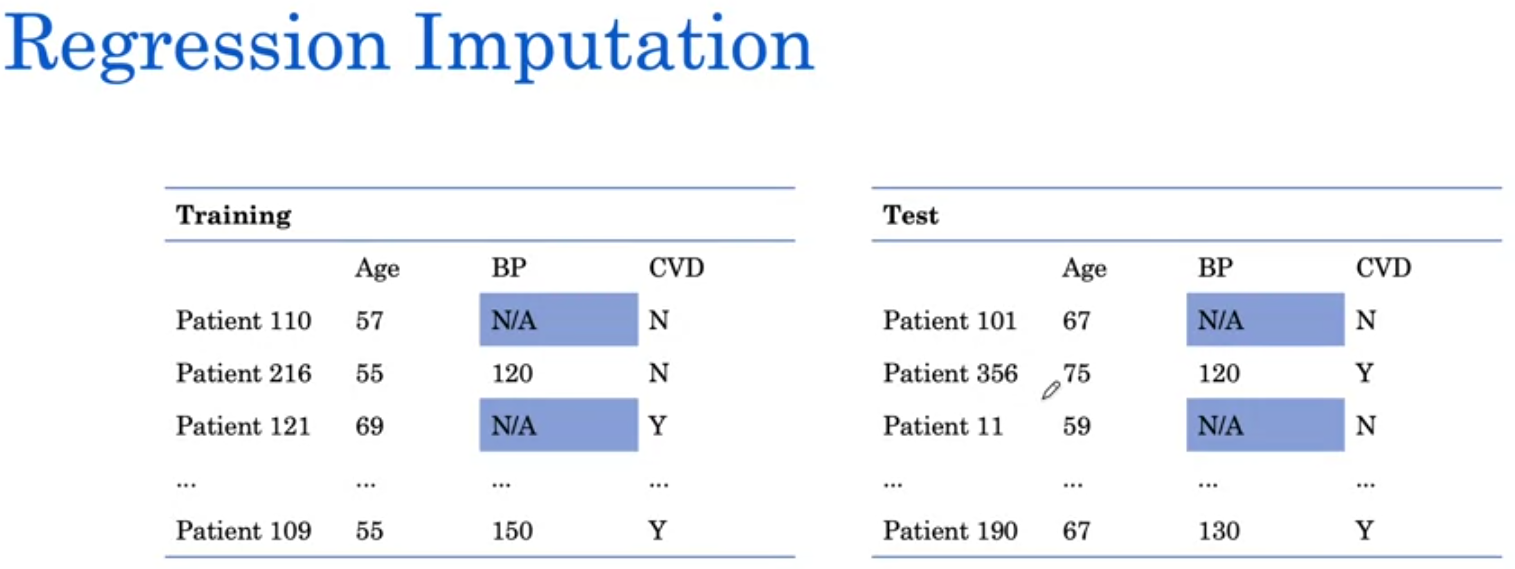 Regression Imputation
Training
Age BP CVD
Patient 110 57 N/A N
Patient 216 55 120 N
Patient 121 69 N/A Y
... ... ... ...
Patient 109 55 150 Y
Test
Age BP CVD
Patient 101 67 N/A N
Patient 356 75 120 Y
Patient 11 59 N/A N
... ... ... ...
Patient 190 67 130 Y